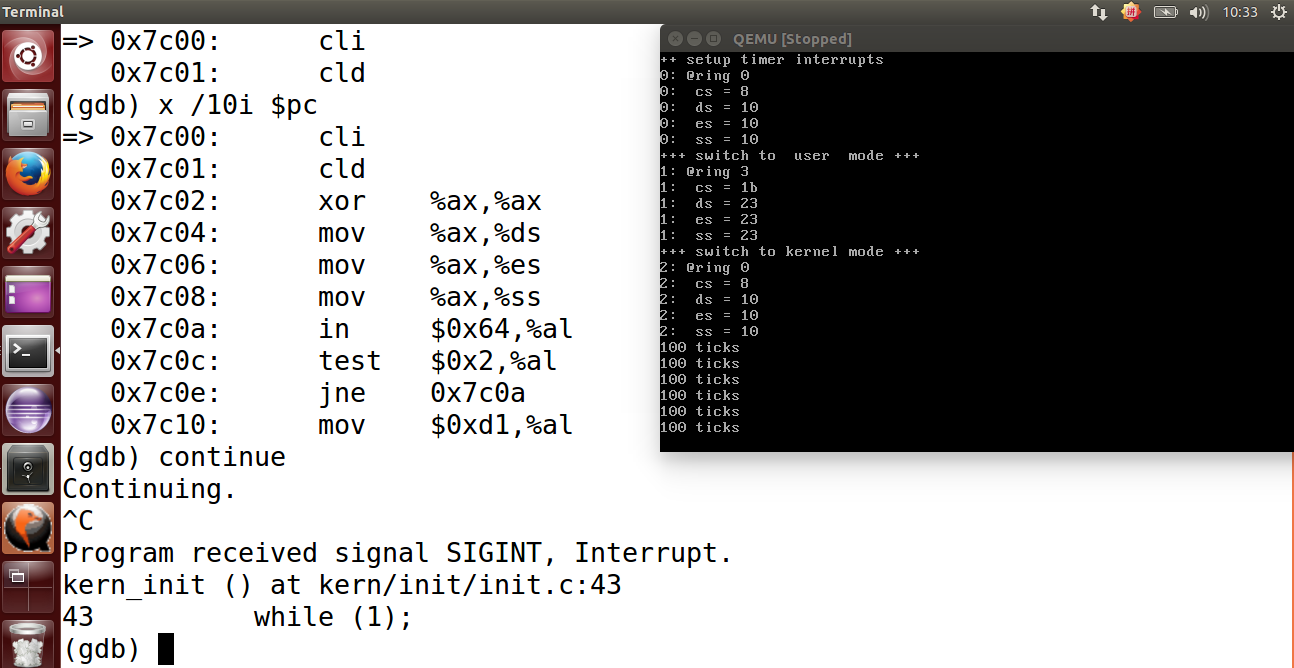 Terminal
拼
10:33
=> 0x7c00:      cli
   0x7c01:      cld
(gdb) x /10i $pc
=> 0x7c00:      cli
   0x7c01:      cld
   0x7c02:      xor    %ax,%ax
   0x7c04:      mov    %ax,%ds
   0x7c06:      mov    %ax,%es
   0x7c08:      mov    %ax,%ss
   0x7c0a:      in     $0x64,%al
   0x7c0c:      test   $0x2,%al
   0x7c0e:      jne    0x7c0a
   0x7c10:      mov    $0xd1,%al
(gdb) continue
Continuing.
^C
Program received signal SIGINT, Interrupt.
kern_init () at kern/init/init.c:43
43          while (1);
(gdb)
QEMU [Stopped]
++ setup timer interrupts
0: @ring 0
0:  cs = 8
0:  ds = 10
0:  es = 10
0:  ss = 10
+++ switch to  user  mode +++
1: @ring 3
1:  cs = 1b
1:  ds = 23
1:  es = 23
1:  ss = 23
+++ switch to kernel mode +++
2: @ring 0
2:  cs = 8
2:  ds = 10
2:  es = 10
2:  ss = 10
100 ticks
100 ticks
100 ticks
100 ticks
100 ticks
100 ticks